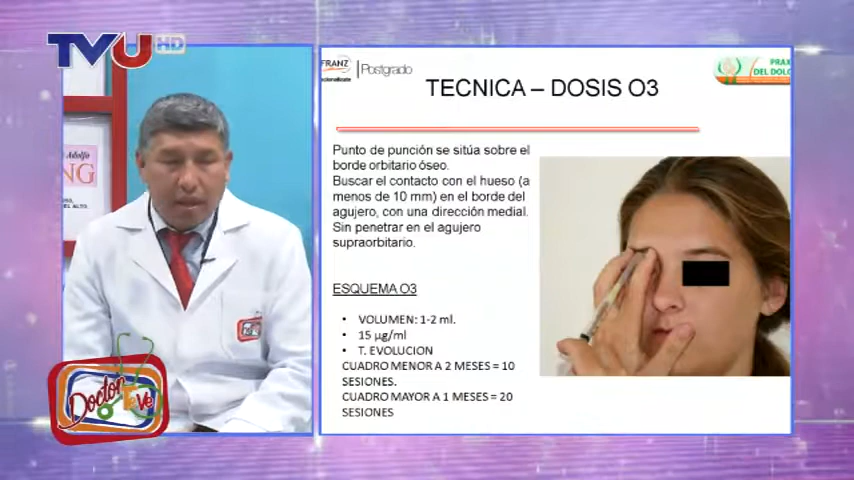 TVU HD
FRANZ
Postgrado
PRAX
DEL DOLO
TECNICA – DOSIS O3
Punto de punción se sitúa sobre el
borde orbitario óseo.
Buscar el contacto con el hueso (a
menos de 10 mm) en el borde del
agujero, con una dirección medial.
Sin penetrar en el agujero
supraorbitario.
ESQUEMA O3
• VOLUMEN: 1-2 ml.
• 15 µg/ml
• T. EVOLUCION
CUADRO MENOR A 2 MESES = 10
SESIONES.
CUADRO MAYOR A 1 MESES = 20
SESIONES
Adolfo
NG
EL ALTO.
Doctor TeVe